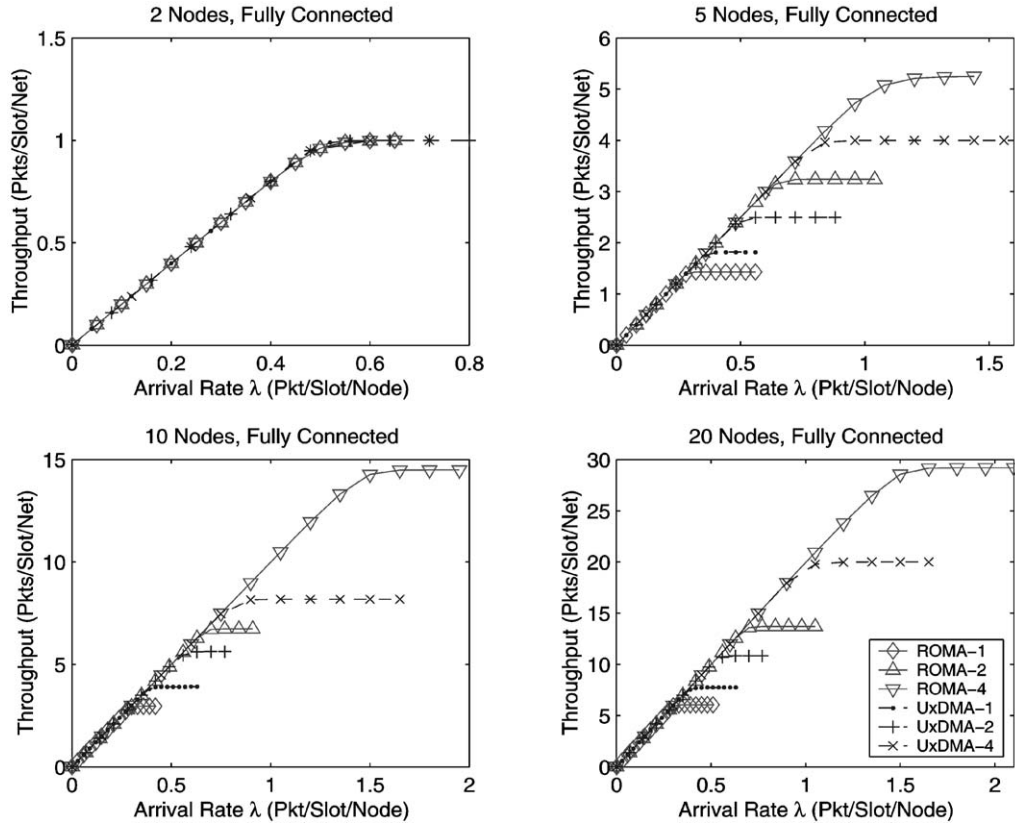 2 Nodes, Fully Connected
1.5
1
0.5
0
Throughput (Pkts/Slot/Net)
0 0.2 0.4 0.6 0.8
Arrival Rate λ (Pkt/Slot/Node)
5 Nodes, Fully Connected
6
5
4
3
2
1
0
Throughput (Pkts/Slot/Net)
0 0.5 1 1.5
Arrival Rate λ (Pkt/Slot/Node)
10 Nodes, Fully Connected
15
10
5
0
Throughput (Pkts/Slot/Net)
0 0.5 1 1.5 2
Arrival Rate λ (Pkt/Slot/Node)
20 Nodes, Fully Connected
30
25
20
15
10
5
0
Throughput (Pkts/Slot/Net)
ROMA-1
ROMA-2
ROMA-4
UxDMA-1
UxDMA-2
UxDMA-4
0 0.5 1 1.5 2
Arrival Rate λ (Pkt/Slot/Node)